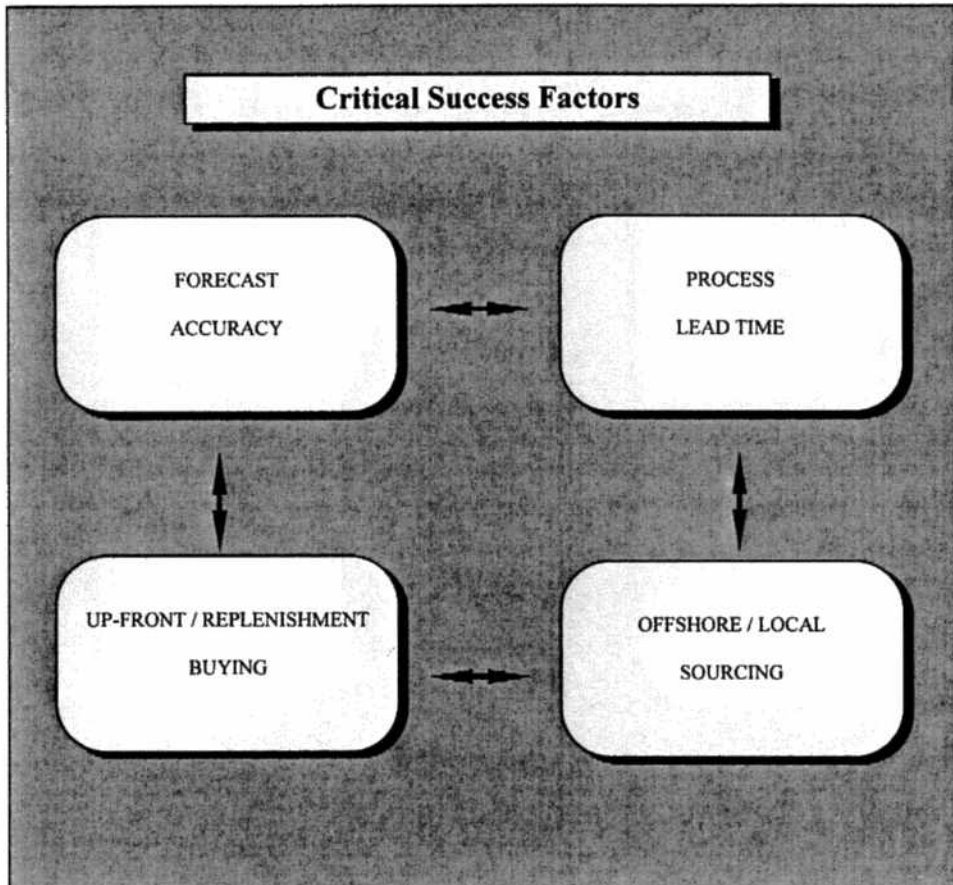 Critical Success Factors
FORECAST
ACCURACY
PROCESS
LEAD TIME
UP-FRONT / REPLENISHMENT
BUYING
OFFSHORE / LOCAL
SOURCING